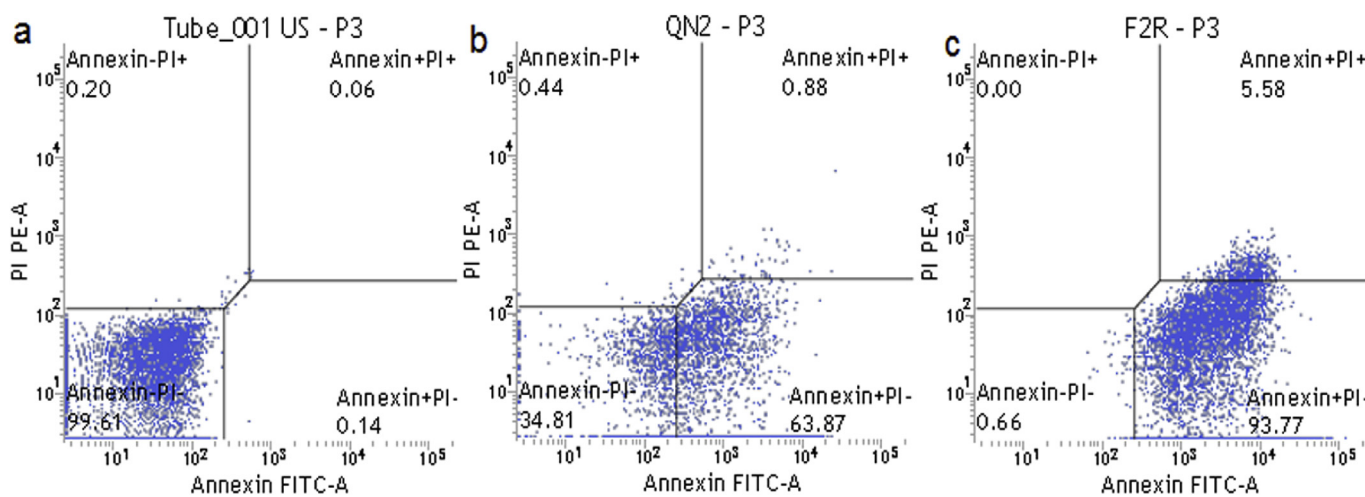 a
Tube_001 US - P3
Annexin-PI+
0.20
Annexin+PI+
0.06
10^5
10^4
10^3
10^2
10^1
PI PE-A
Annexin-PI-
99.61
Annexin+PI-
0.14
10^1 10^2 10^3 10^4 10^5
Annexin FITC-A
b
QN2 - P3
Annexin-PI+
0.44
Annexin+PI+
0.88
10^5
10^4
10^3
10^2
10^1
PI PE-A
Annexin-PI-
34.81
Annexin+PI-
63.87
10^1 10^2 10^3 10^4 10^5
Annexin FITC-A
c
F2R - P3
Annexin-PI+
0.00
Annexin+PI+
5.58
10^5
10^4
10^3
10^2
10^1
PI PE-A
Annexin-PI-
0.66
Annexin+PI-
93.77
10^1 10^2 10^3 10^4 10^5
Annexin FITC-A